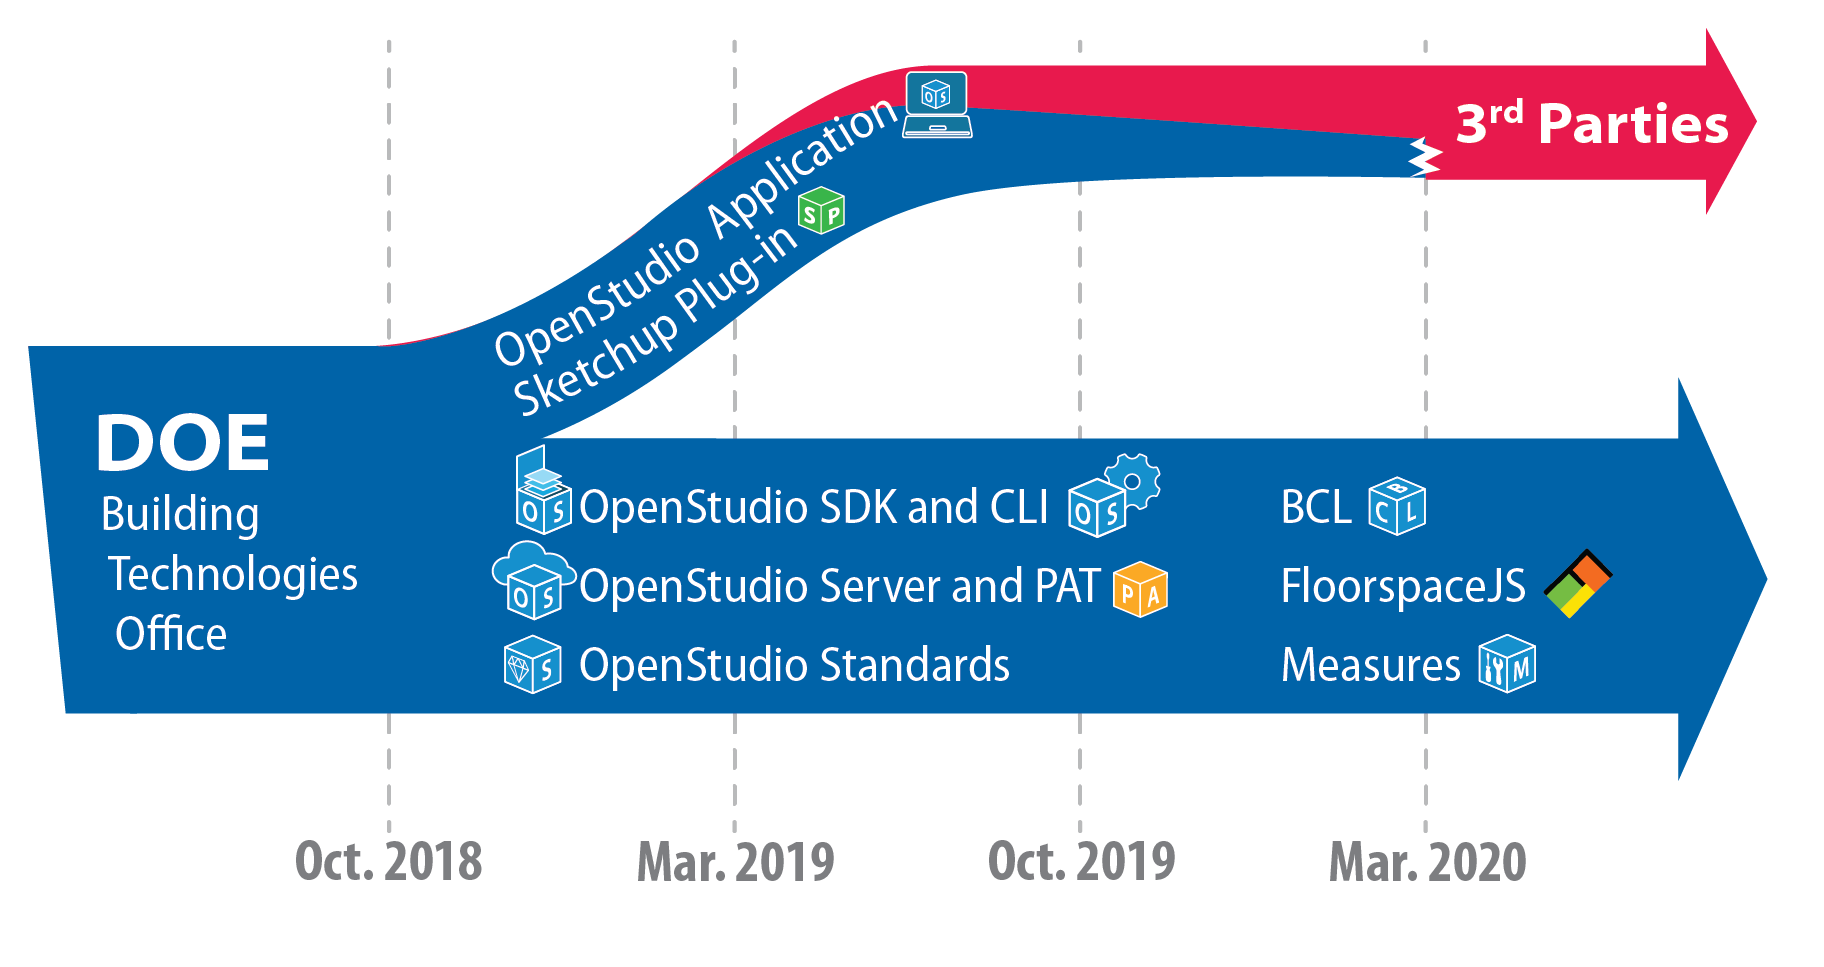 3rd Parties
OpenStudio Application
OS
Sketchup Plug-in
SP
DOE
Building
Technologies
Office
OS
OpenStudio SDK and CLI
OS
BCL
BCL
OS
OpenStudio Server and PAT
PA
FloorspaceJS
S
OpenStudio Standards
Measures
M
Oct. 2018
Mar. 2019
Oct. 2019
Mar. 2020